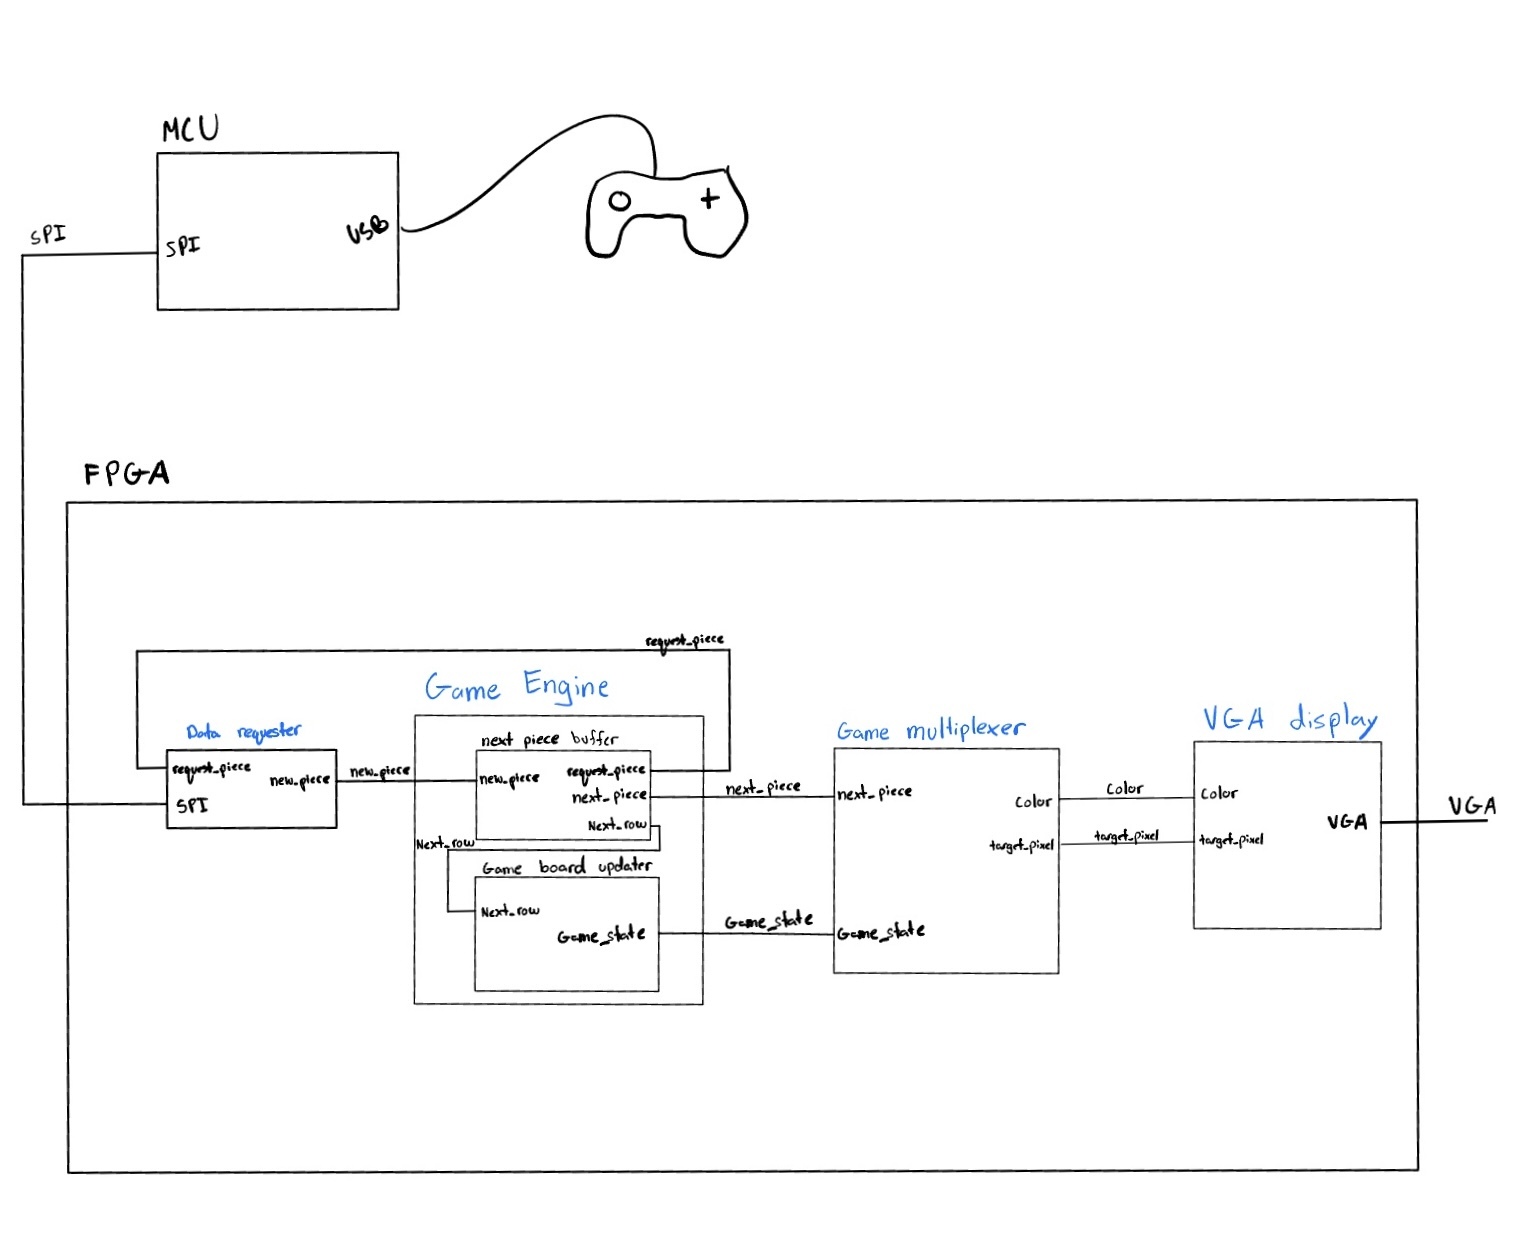 MCU
SPI
SPI
USB
FPGA
request_piece
Game Engine
Data requester
request_piece
new_piece
SPI
new_piece
next piece buffer
new_piece
request_piece
next_piece
Next_row
Next_row
Game board updater
Next_row
Game_state
next_piece
Game_state
Game multiplexer
next_piece
Color
target_pixel
Game_state
Color
target_pixel
VGA display
Color
target_pixel
VGA
VGA